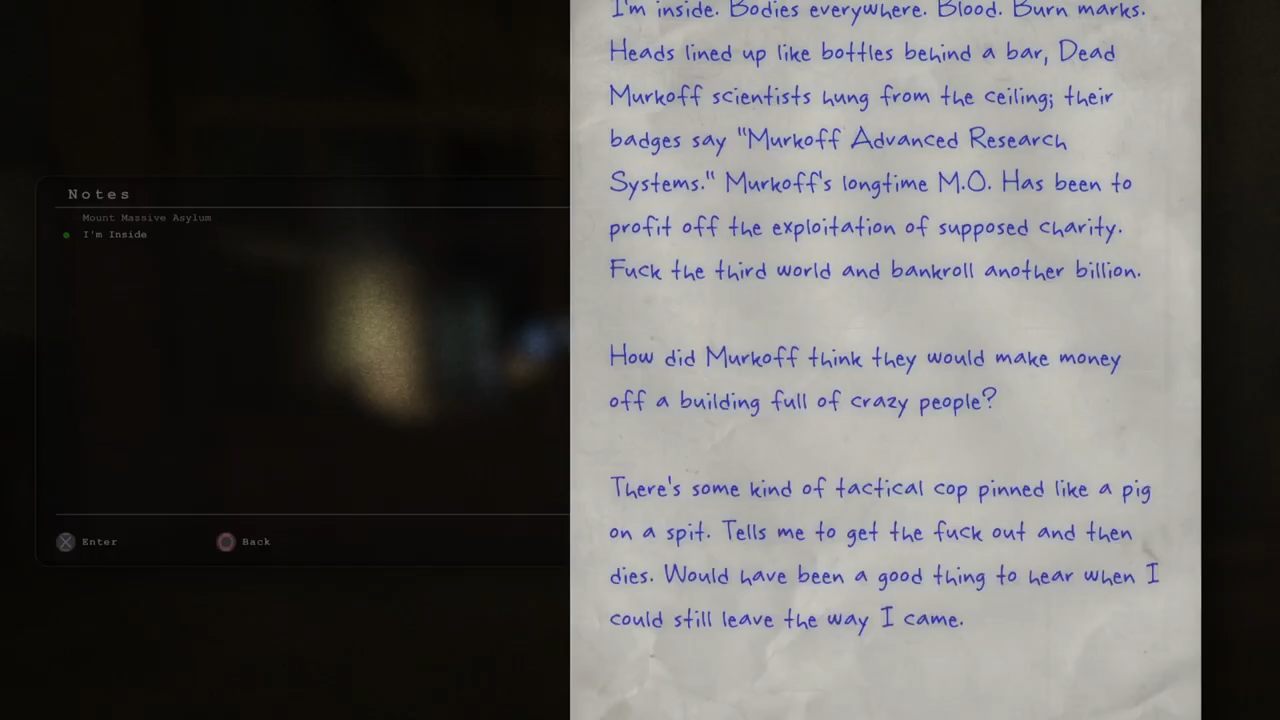 Notes
Mount Massive Asylum
I'm Inside
Enter
Back
I'm inside. Bodies everywhere. Blood. Burn marks.
Heads lined up like bottles behind a bar, Dead
Murkoff scientists hung from the ceiling; their
badges say "Murkoff Advanced Research
Systems." Murkoff's longtime M.O. Has been to
profit off the exploitation of supposed charity.
Fuck the third world and bankroll another billion.
How did Murkoff think they would make money
off a building full of crazy people?
There's some kind of tactical cop pinned like a pig
on a spit. Tells me to get the fuck out and then
dies. Would have been a good thing to hear when I
could still leave the way I came.